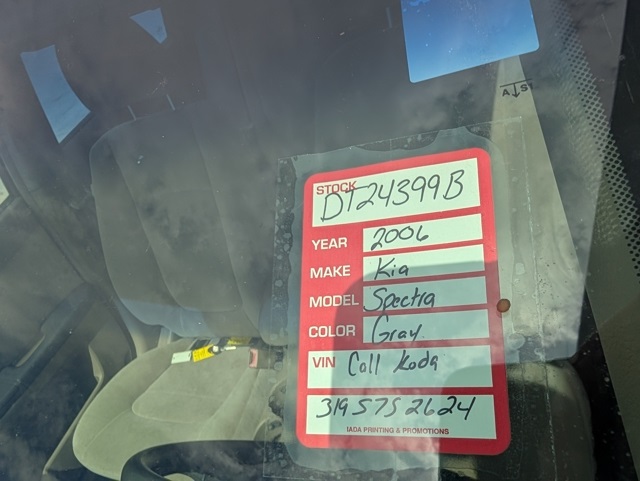 A↓S
STOCK DT24399B
YEAR 2006
MAKE Kia
MODEL Spectra
COLOR Gray
VIN Call Koda
319 575 2624
IADA PRINTING & PROMOTIONS